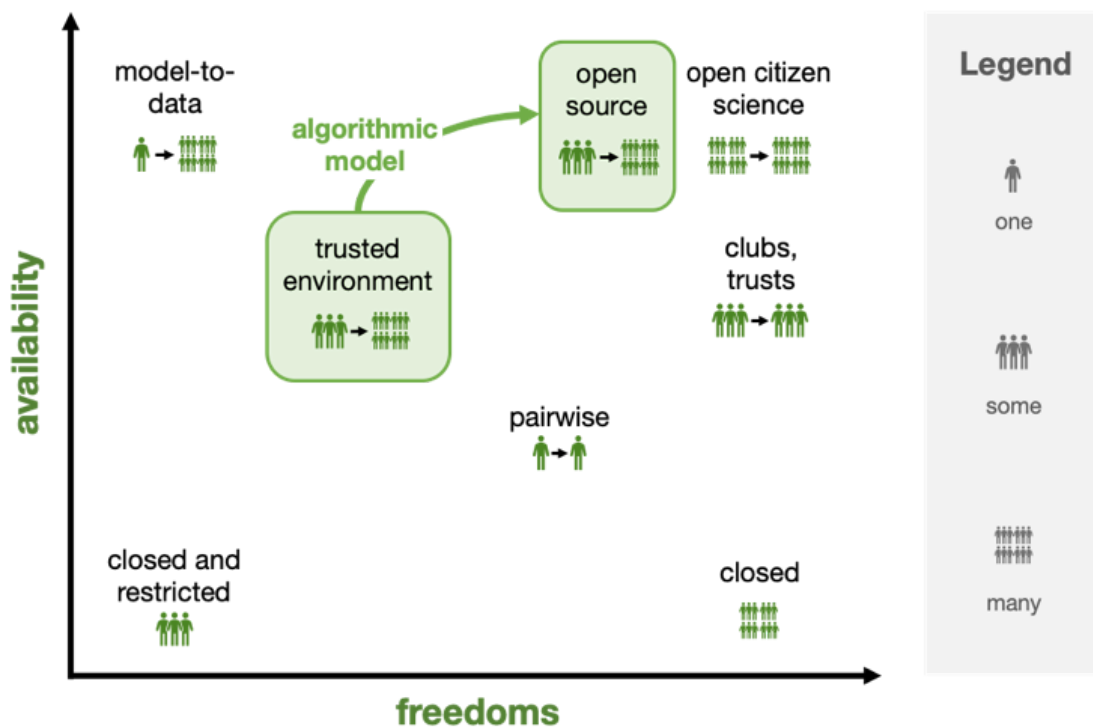 model-to-
data
algorithmic
model
open
source
open citizen
science
trusted
environment
clubs,
trusts
pairwise
closed and
restricted
closed
availability
freedoms
Legend
one
some
many